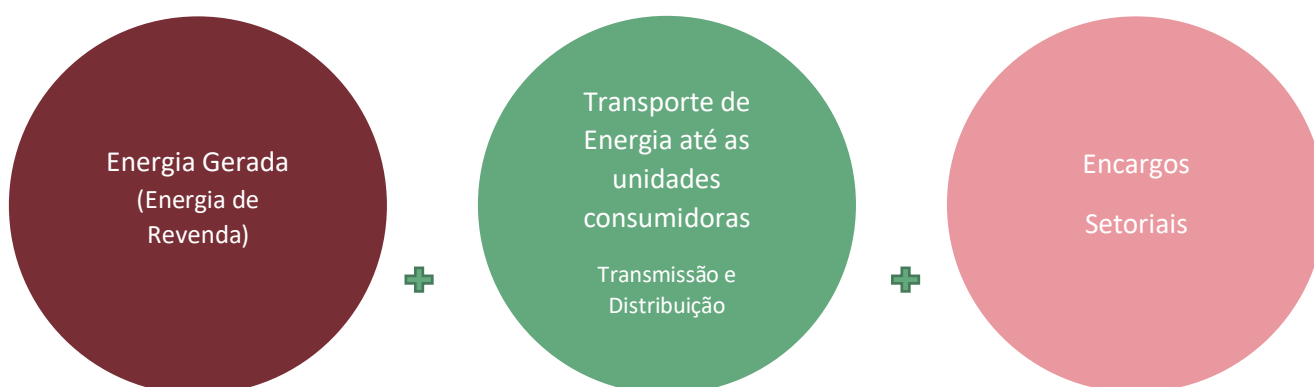 Energia Gerada
(Energia de
Revenda)
Transporte de
Energia até as
unidades
consumidoras
Transmissão e
Distribuição
Encargos
Setoriais